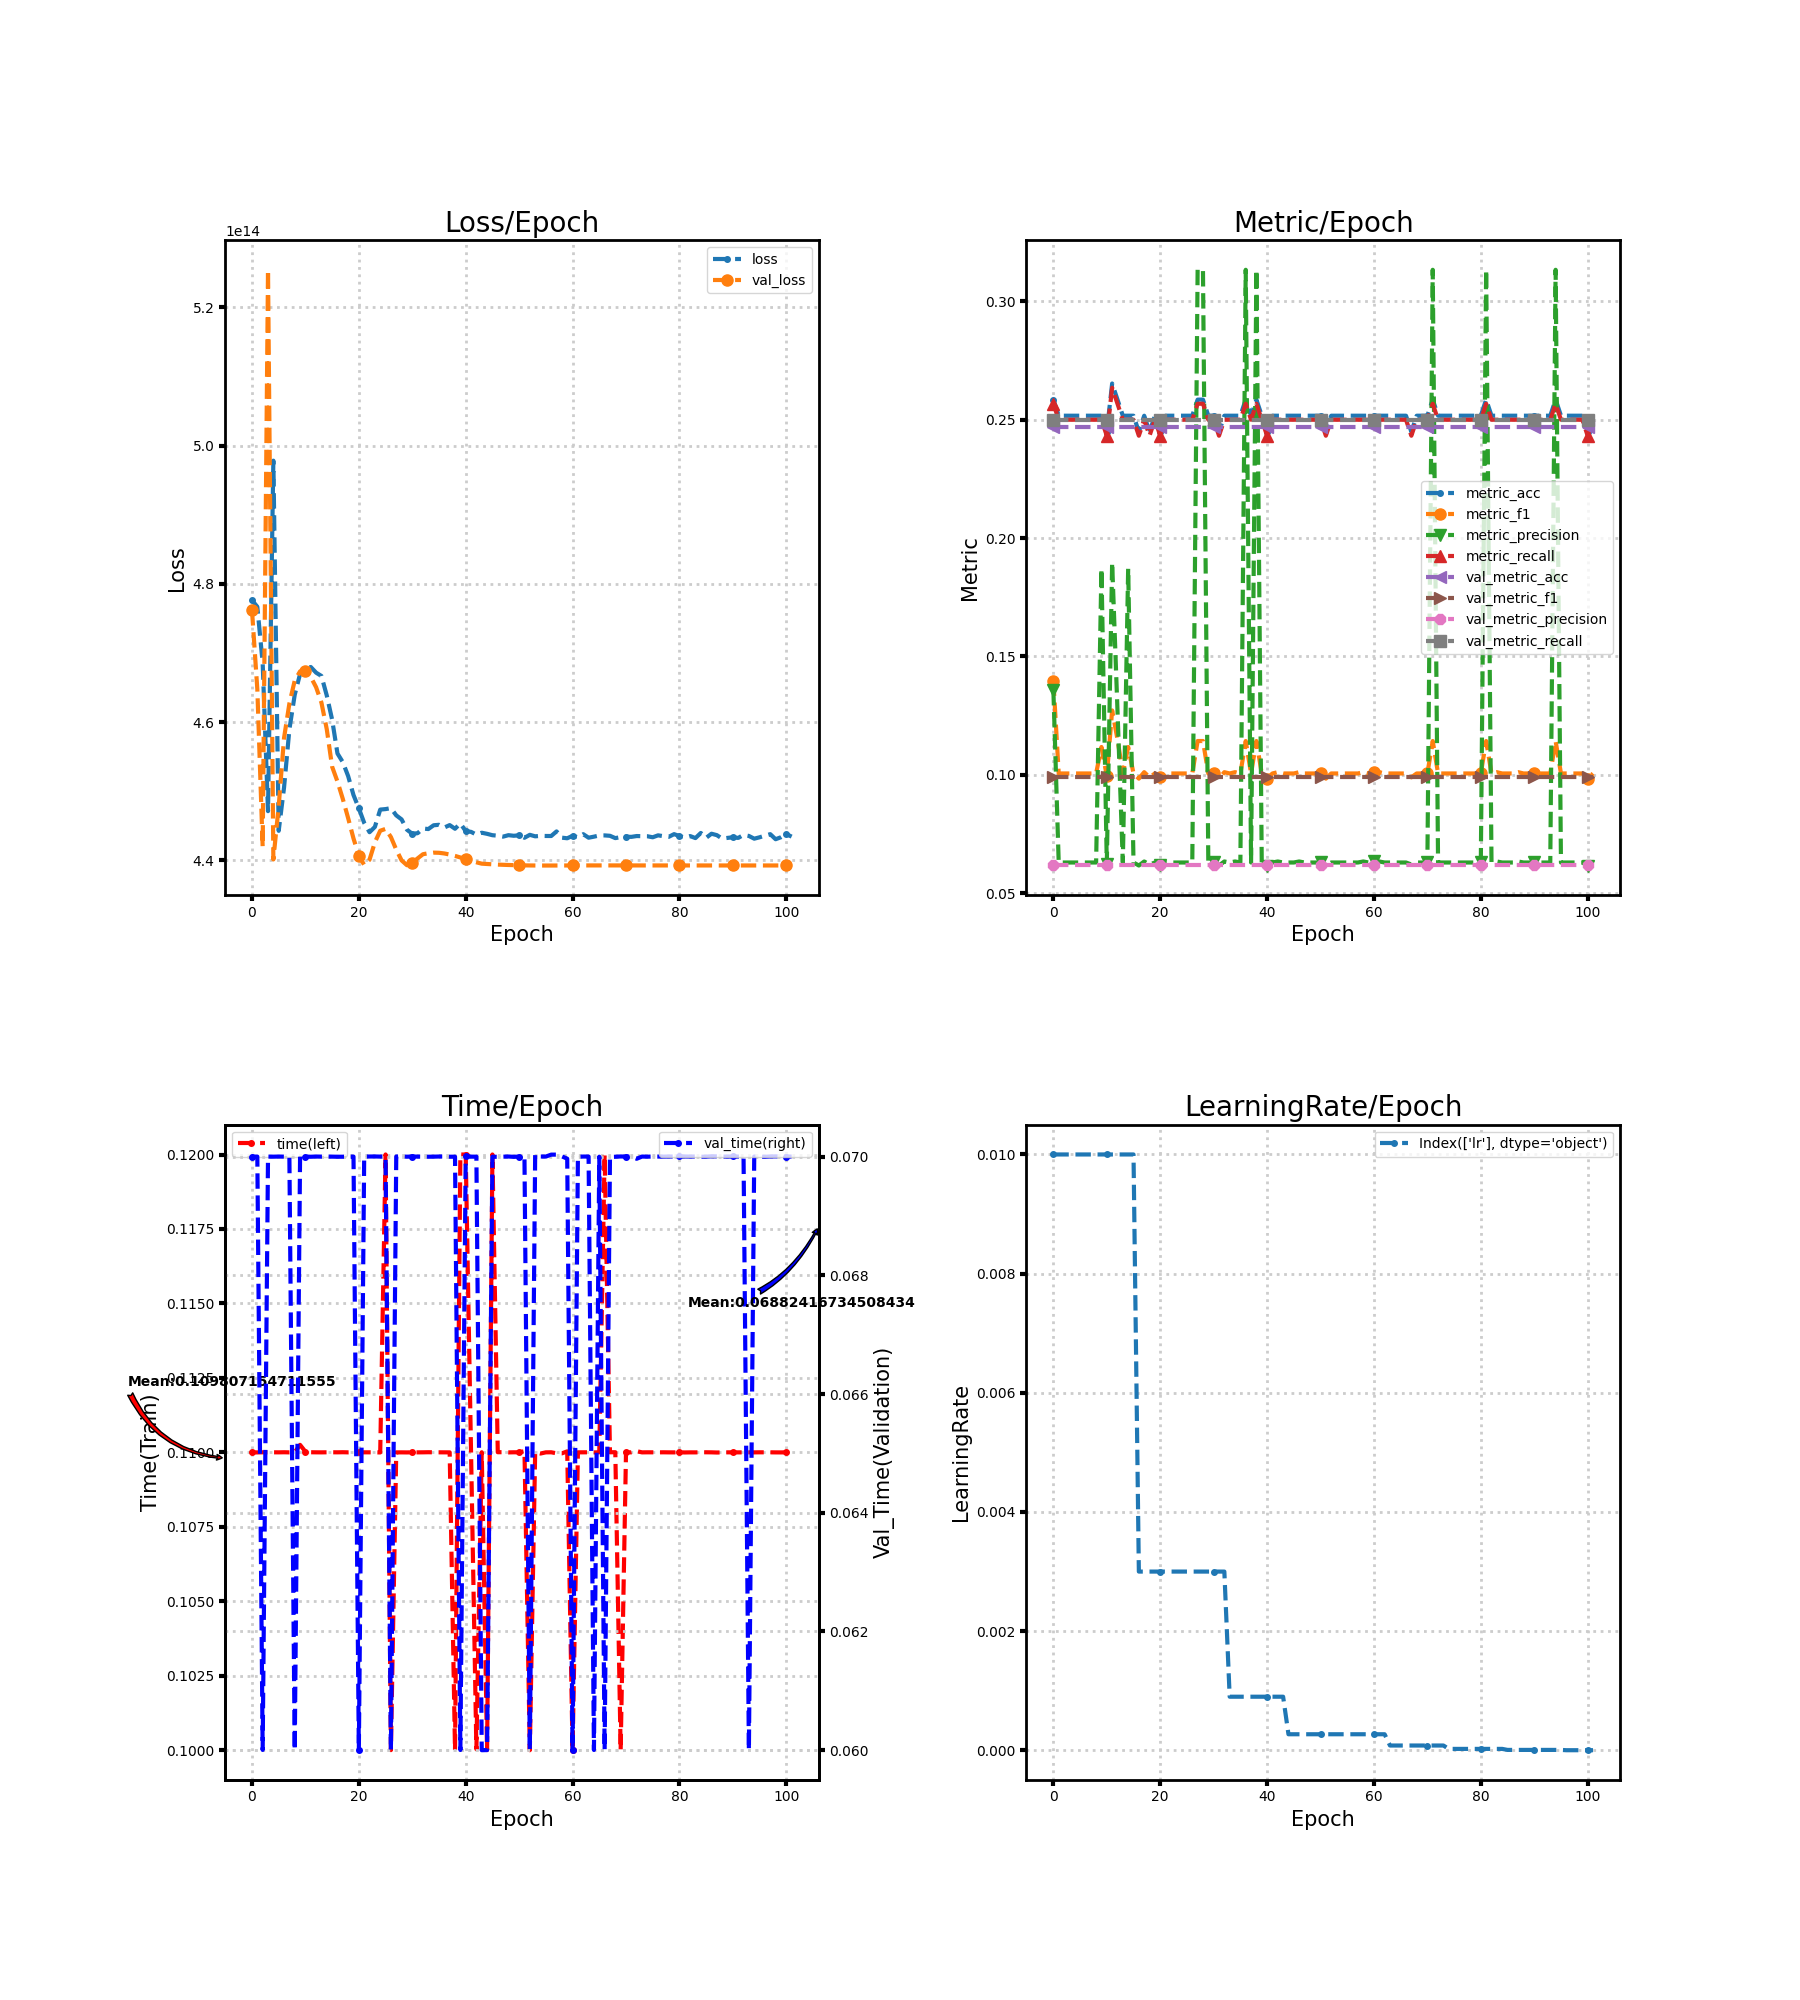 Loss/Epoch
1e14
5.2
5.0
4.8
4.6
4.4
Loss
0 20 40 60 80 100
Epoch
loss
val_loss
Metric/Epoch
0.30
0.25
0.20
0.15
0.10
0.05
Metric
0 20 40 60 80 100
Epoch
metric_acc
metric_f1
metric_precision
metric_recall
val_metric_acc
val_metric_f1
val_metric_precision
val_metric_recall
Time/Epoch
time(left)
val_time(right)
0.1200
0.1175
0.1150
0.1125
0.1100
0.1075
0.1050
0.1025
0.1000
Time(Train)
Mean:0.109807154711555
0.070
0.068
0.066
0.064
0.062
0.060
Val_Time(Validation)
Mean:0.06882416734508434
0 20 40 60 80 100
Epoch
LearningRate/Epoch
Index(['lr'], dtype='object')
0.010
0.008
0.006
0.004
0.002
0.000
LearningRate
0 20 40 60 80 100
Epoch